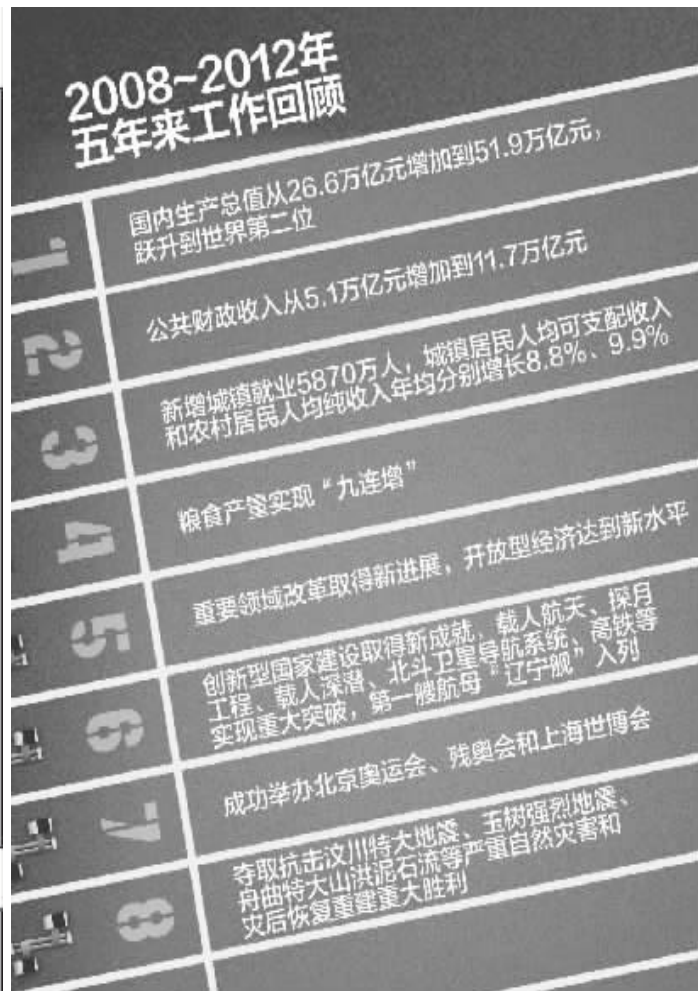 2008~2012年
五年来工作回顾
1
国内生产总值从26.6万亿元增加到51.9万亿元,
跃升到世界第二位
2
公共财政收入从5.1万亿元增加到11.7万亿元
3
新增城镇就业5870万人，城镇居民人均可支配收入
和农村居民人均纯收入年均分别增长8.8%、9.9%
4
粮食产量实现“九连增”
5
重要领域改革取得新进展，开放型经济达到新水平
6
创新型国家建设取得新成就，载人航天、探月
工程、载人深潜、北斗卫星导航系统、高铁等
实现重大突破，第一艘航母“辽宁舰”入列
7
成功举办北京奥运会、残奥会和上海世博会
8
夺取抗击汶川特大地震、玉树强烈地震、
舟曲特大山洪泥石流等严重自然灾害和
灾后恢复重建重大胜利